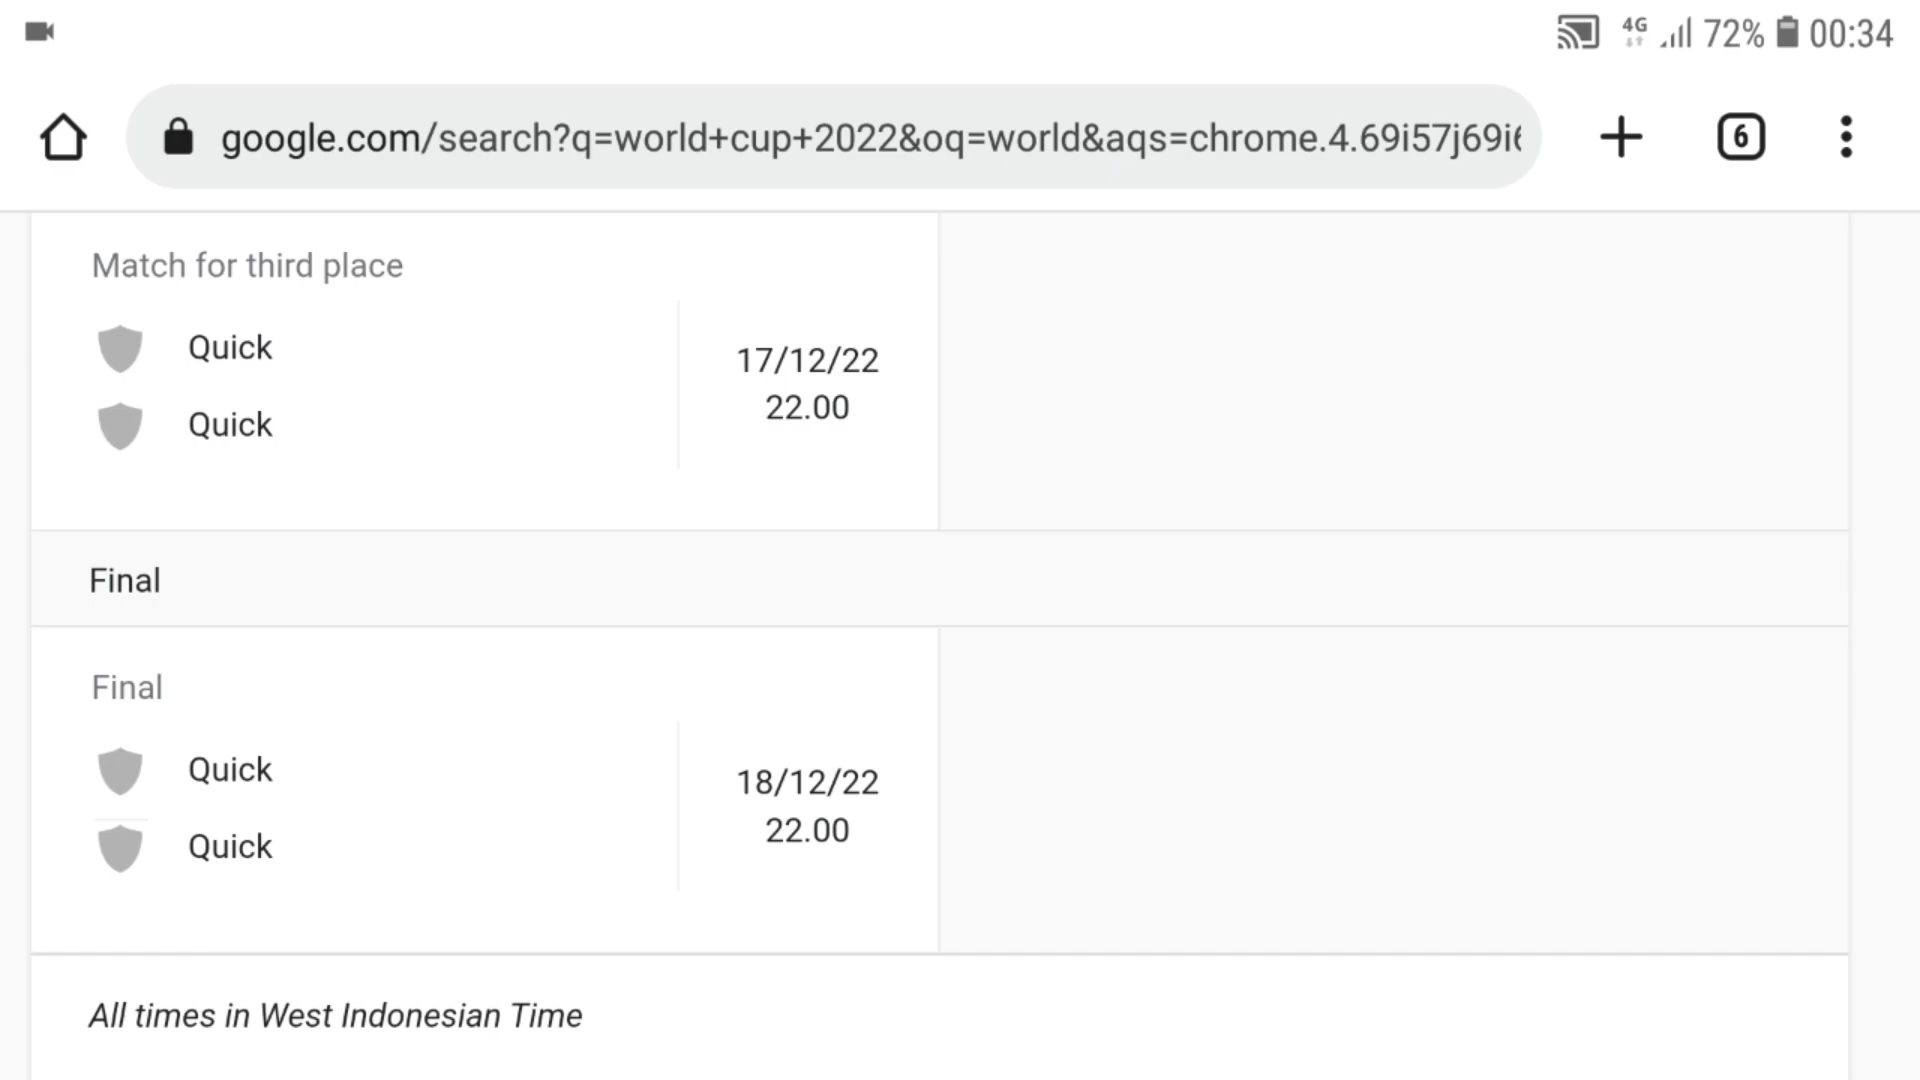 4G 72% 00:34
google.com/search?q=world+cup+2022&oq=world&aqs=chrome.4.69i57j69i
6
Match for third place
Quick
Quick
17/12/22
22.00
Final
Final
Quick
Quick
18/12/22
22.00
All times in West Indonesian Time